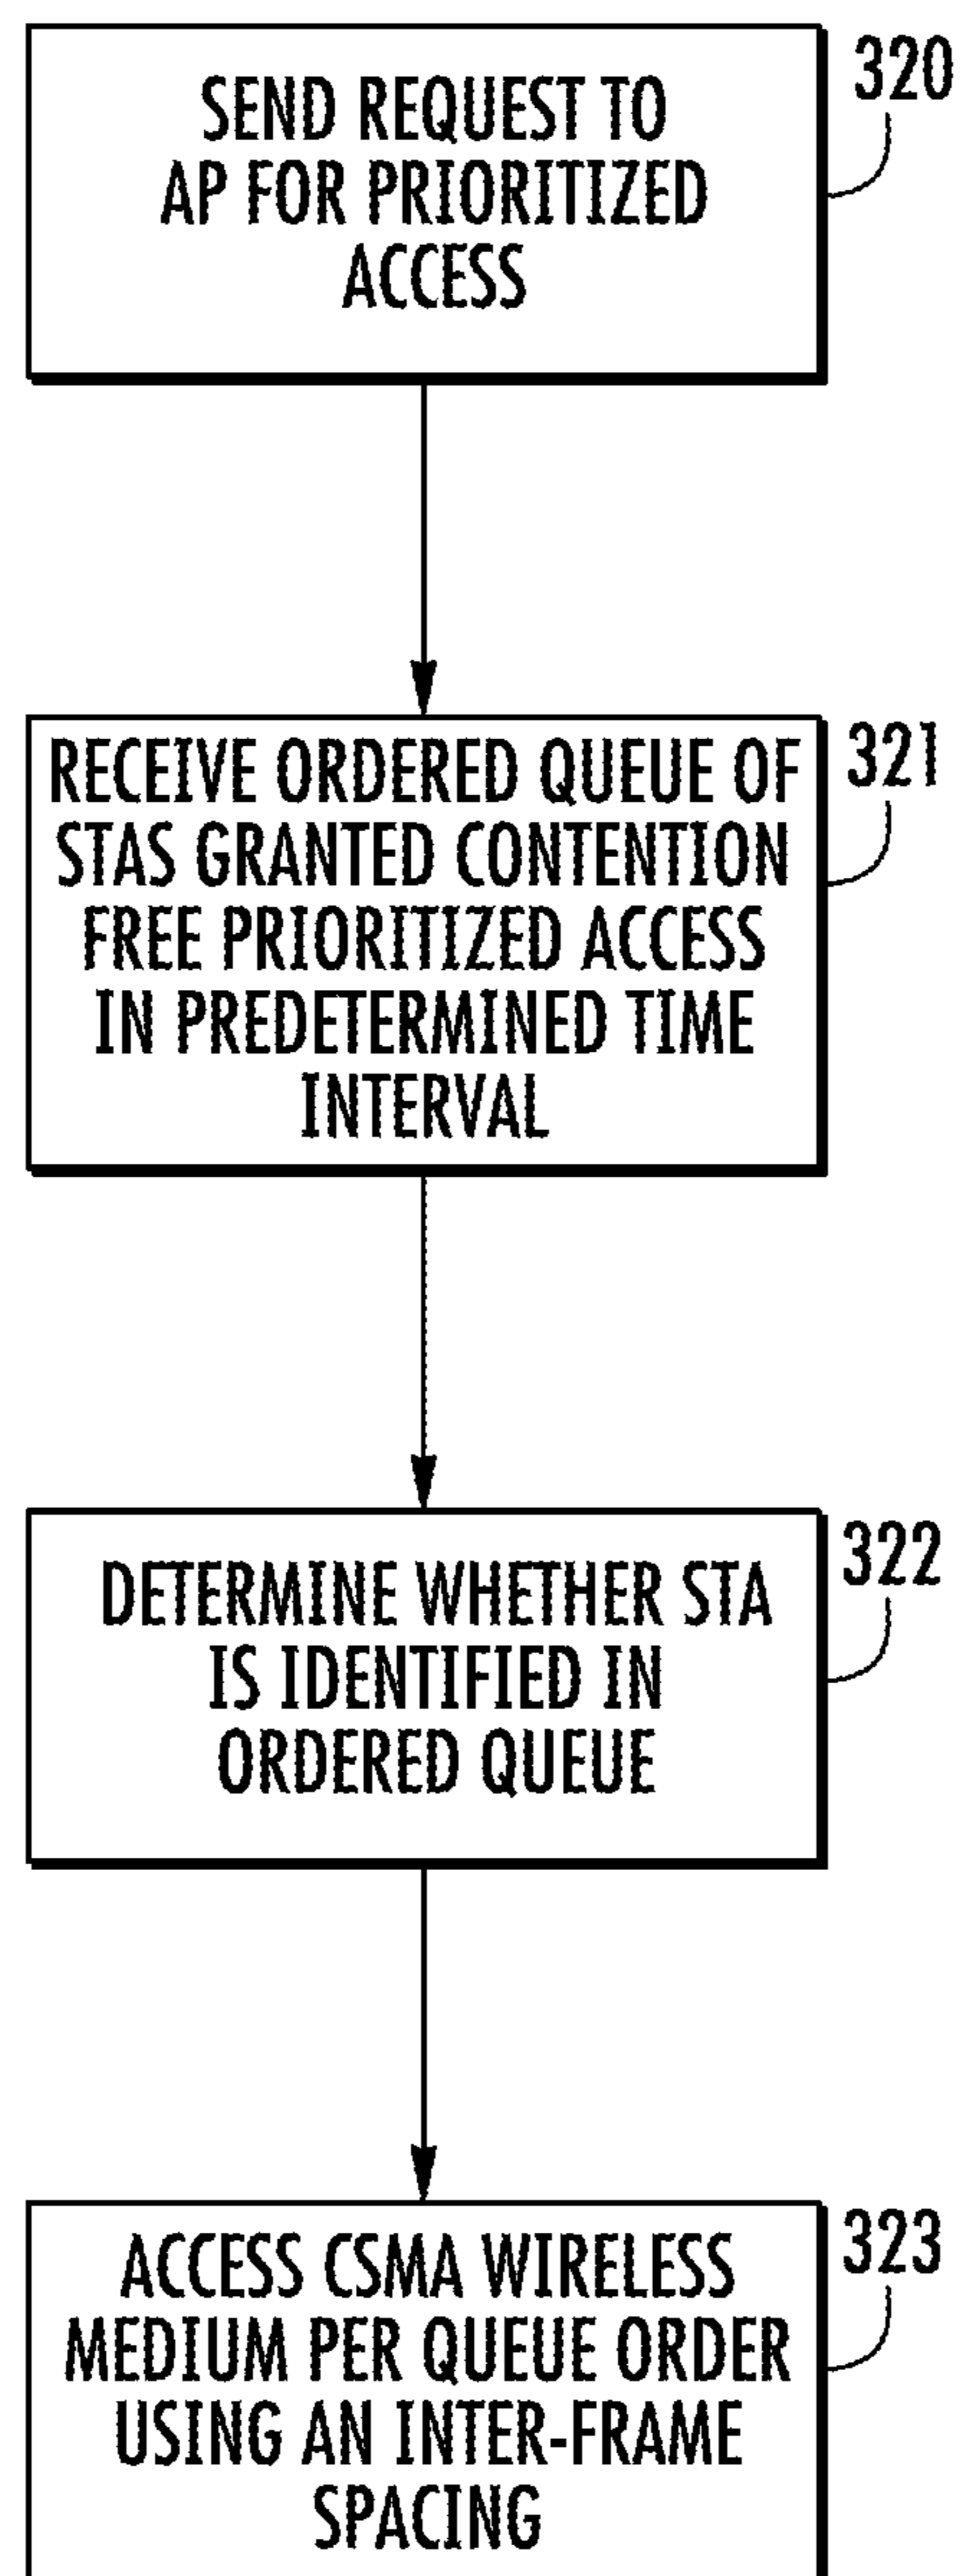 SEND REQUEST TO
AP FOR PRIORITIZED
ACCESS
320
RECEIVE ORDERED QUEUE OF
STAS GRANTED CONTENTION
FREE PRIORITIZED ACCESS
IN PREDETERMINED TIME
INTERVAL
321
DETERMINE WHETHER STA
IS IDENTIFIED IN
ORDERED QUEUE
322
ACCESS CSMA WIRELESS
MEDIUM PER QUEUE ORDER
USING AN INTER-FRAME
SPACING
323